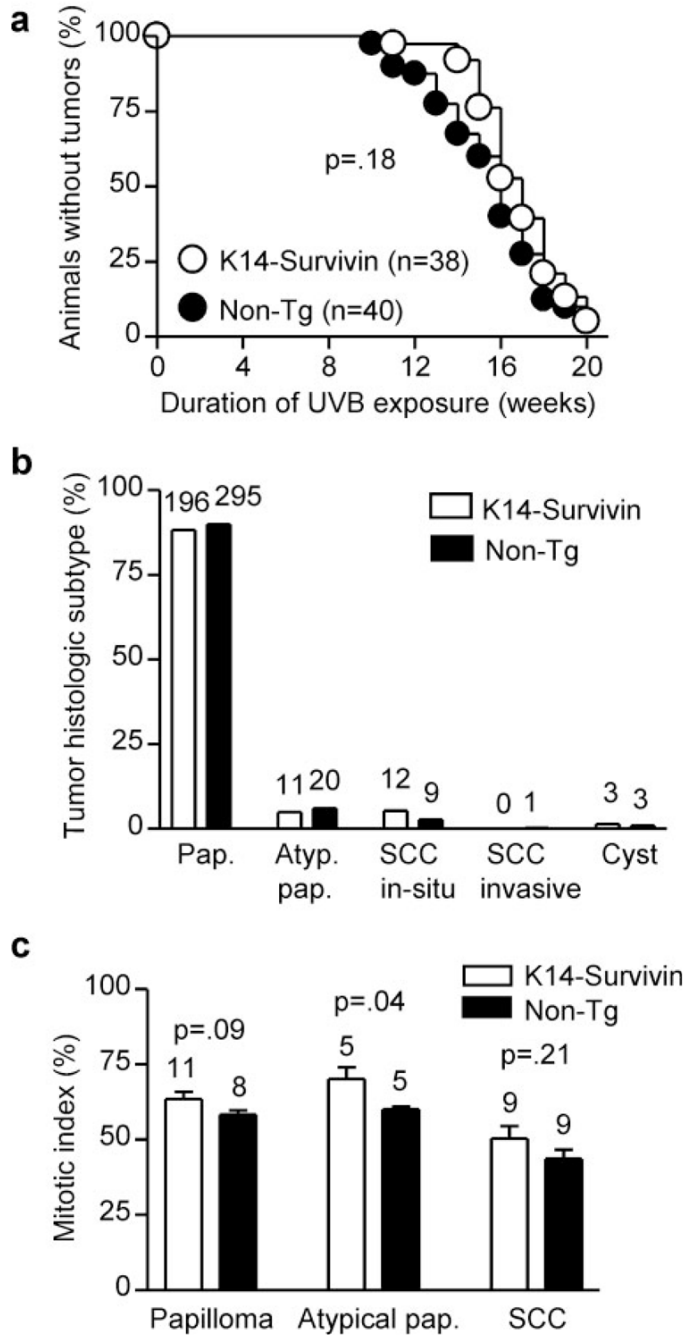 a
Animals without tumors (%)
100
75
50
25
0
p=.18
K14-Survivin (n=38)
Non-Tg (n=40)
0 4 8 12 16 20
Duration of UVB exposure (weeks)
b
Tumor histologic subtype (%)
100
75
50
25
0
K14-Survivin
Non-Tg
196 295
11 20
12 9
0 1
3 3
Pap.
Atyp.
pap.
SCC
in-situ
SCC
invasive
Cyst
c
Mitotic index (%)
100
75
50
25
0
K14-Survivin
Non-Tg
p=.09
11 8
p=.04
5 5
p=.21
9 9
Papilloma Atypical pap. SCC